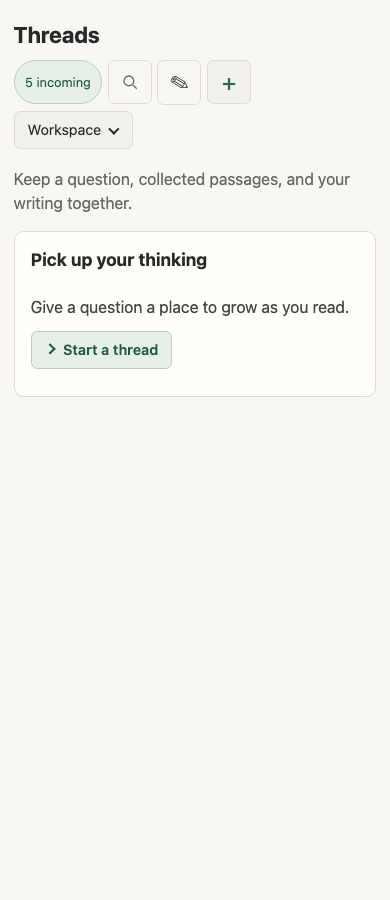 Threads
5 incoming
+
Workspace
Keep a question, collected passages, and your
writing together.
Pick up your thinking
Give a question a place to grow as you read.
Start a thread